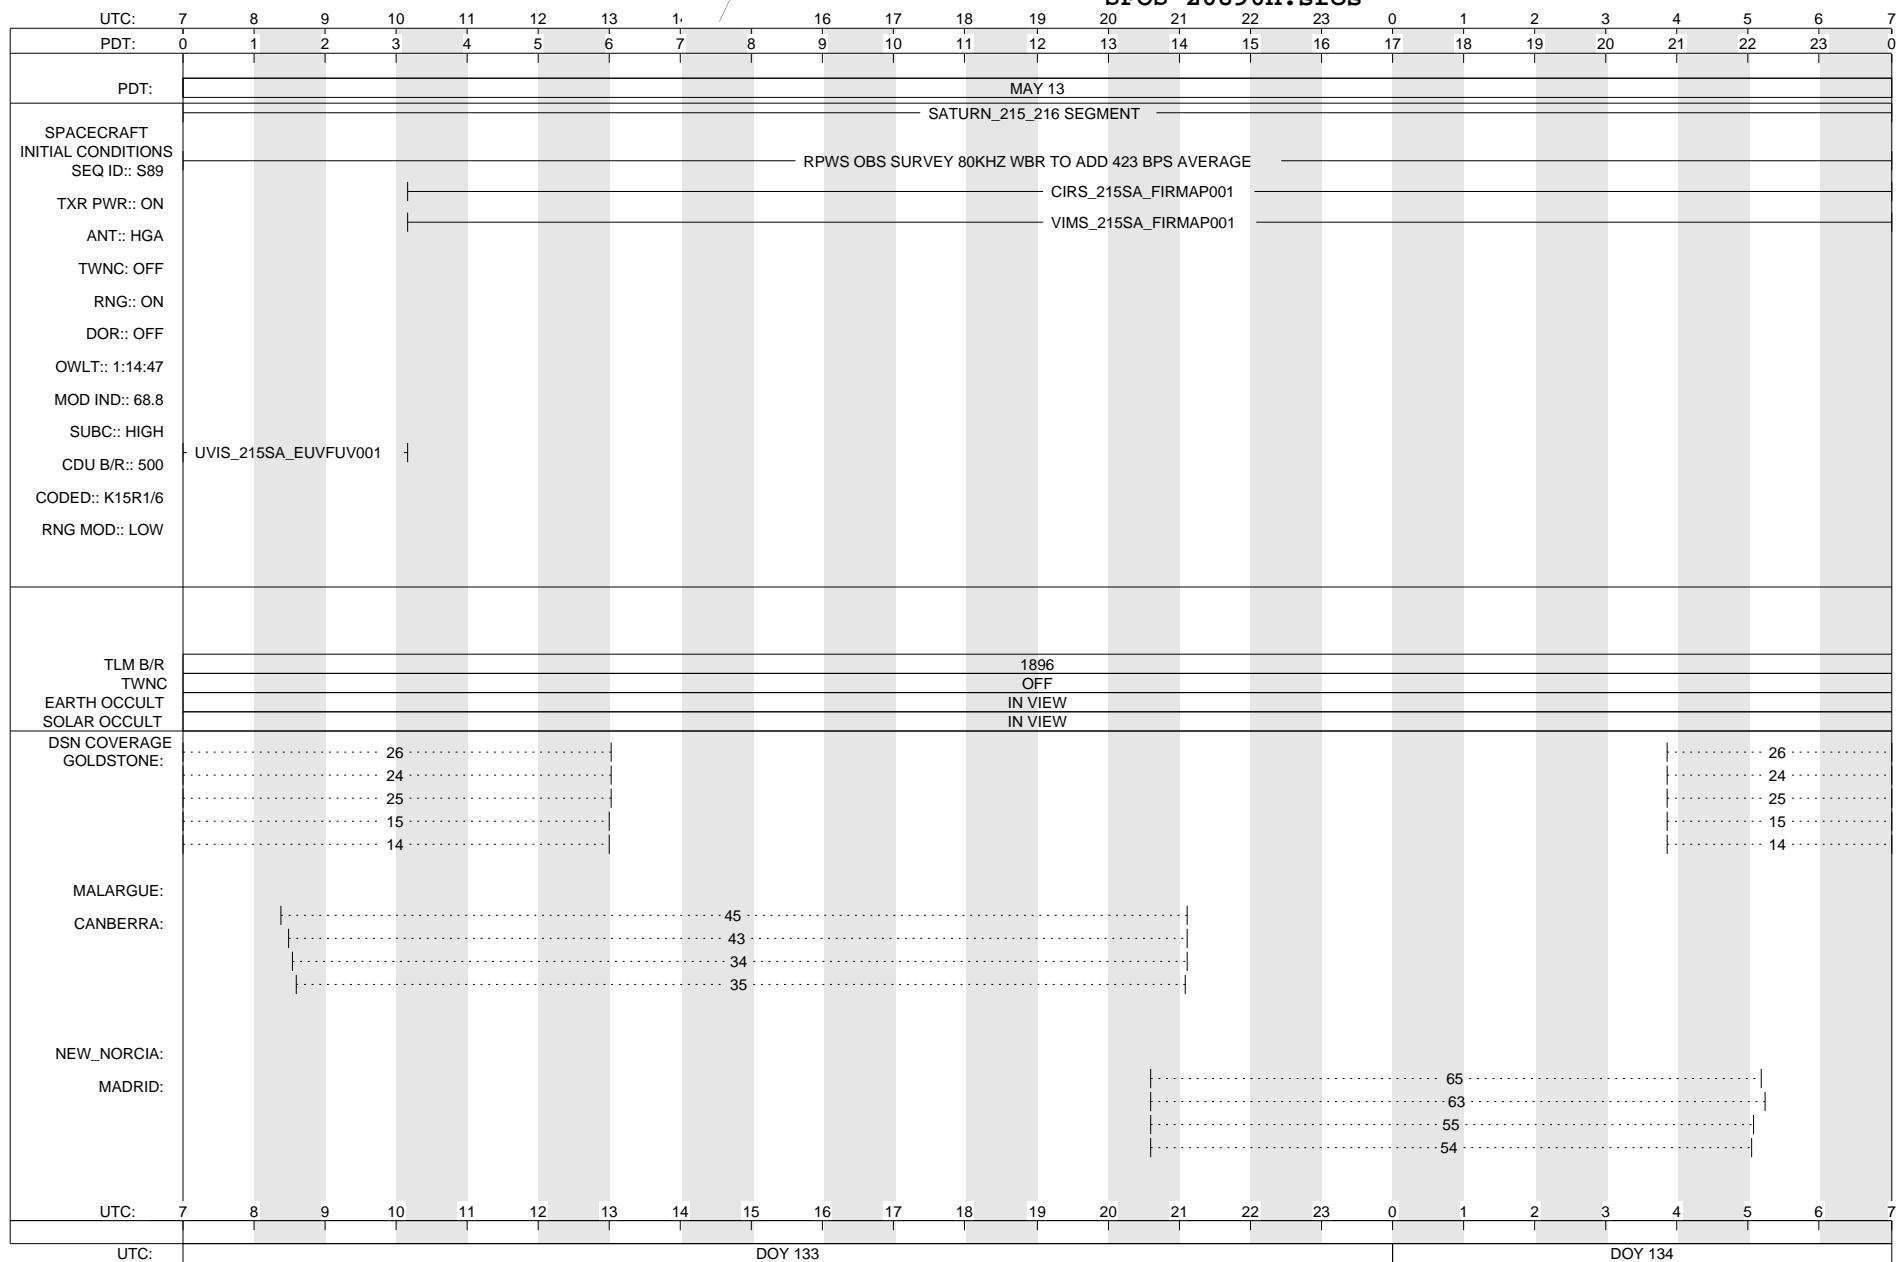 UTC: 7 8 9 10 11 12 13 16 17 18 19 20 21 22 23 0 1 2 3 4 5 6 7
PDT: 0 1 2 3 4 5 6 7 8 9 10 11 12 13 14 15 16 17 18 19 20 21 22 23 0
PDT: MAY 13
SATURN_215_216 SEGMENT
SPACECRAFT
INITIAL CONDITIONS
RPWS OBS SURVEY 80KHZ WBR TO ADD 423 BPS AVERAGE
SEQ ID:: S89
CIRS_215SA_FIRMAP001
TXR PWR:: ON
VIMS_215SA_FIRMAP001
ANT:: HGA
TWNC: OFF
RNG:: ON
DOR:: OFF
OWLT:: 1:14:47
MOD IND:: 68.8
SUBC:: HIGH
UVIS_215SA_EUVFUV001
CDU B/R:: 500
CODED:: K15R1/6
RNG MOD:: LOW
TLM B/R 1896
TWNC OFF
EARTH OCCULT IN VIEW
SOLAR OCCULT IN VIEW
DSN COVERAGE
GOLDSTONE:
26 26
24 24
25 25
15 15
14 14
MALARGUE:
CANBERRA:
45
43
34
35
NEW_NORCIA:
MADRID:
65
63
55
54
UTC: 7 8 9 10 11 12 13 14 15 16 17 18 19 20 21 22 23 0 1 2 3 4 5 6 7
UTC: DOY 133 DOY 134